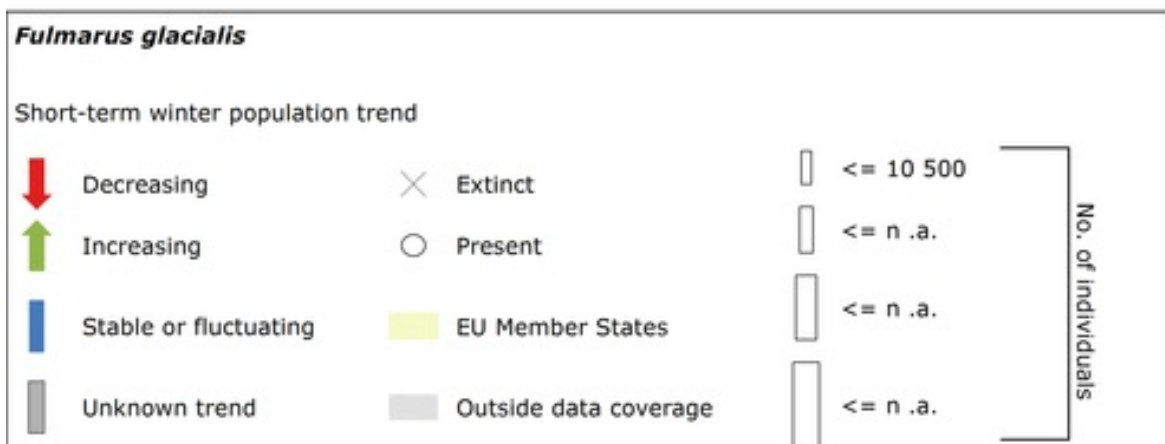 Fulmarus glacialis
Short-term winter population trend
Decreasing
Increasing
Stable or fluctuating
Unknown trend
Extinct
Present
EU Member States
Outside data coverage
<= 10 500
<= n .a.
<= n .a.
<= n .a.
No. of individuals